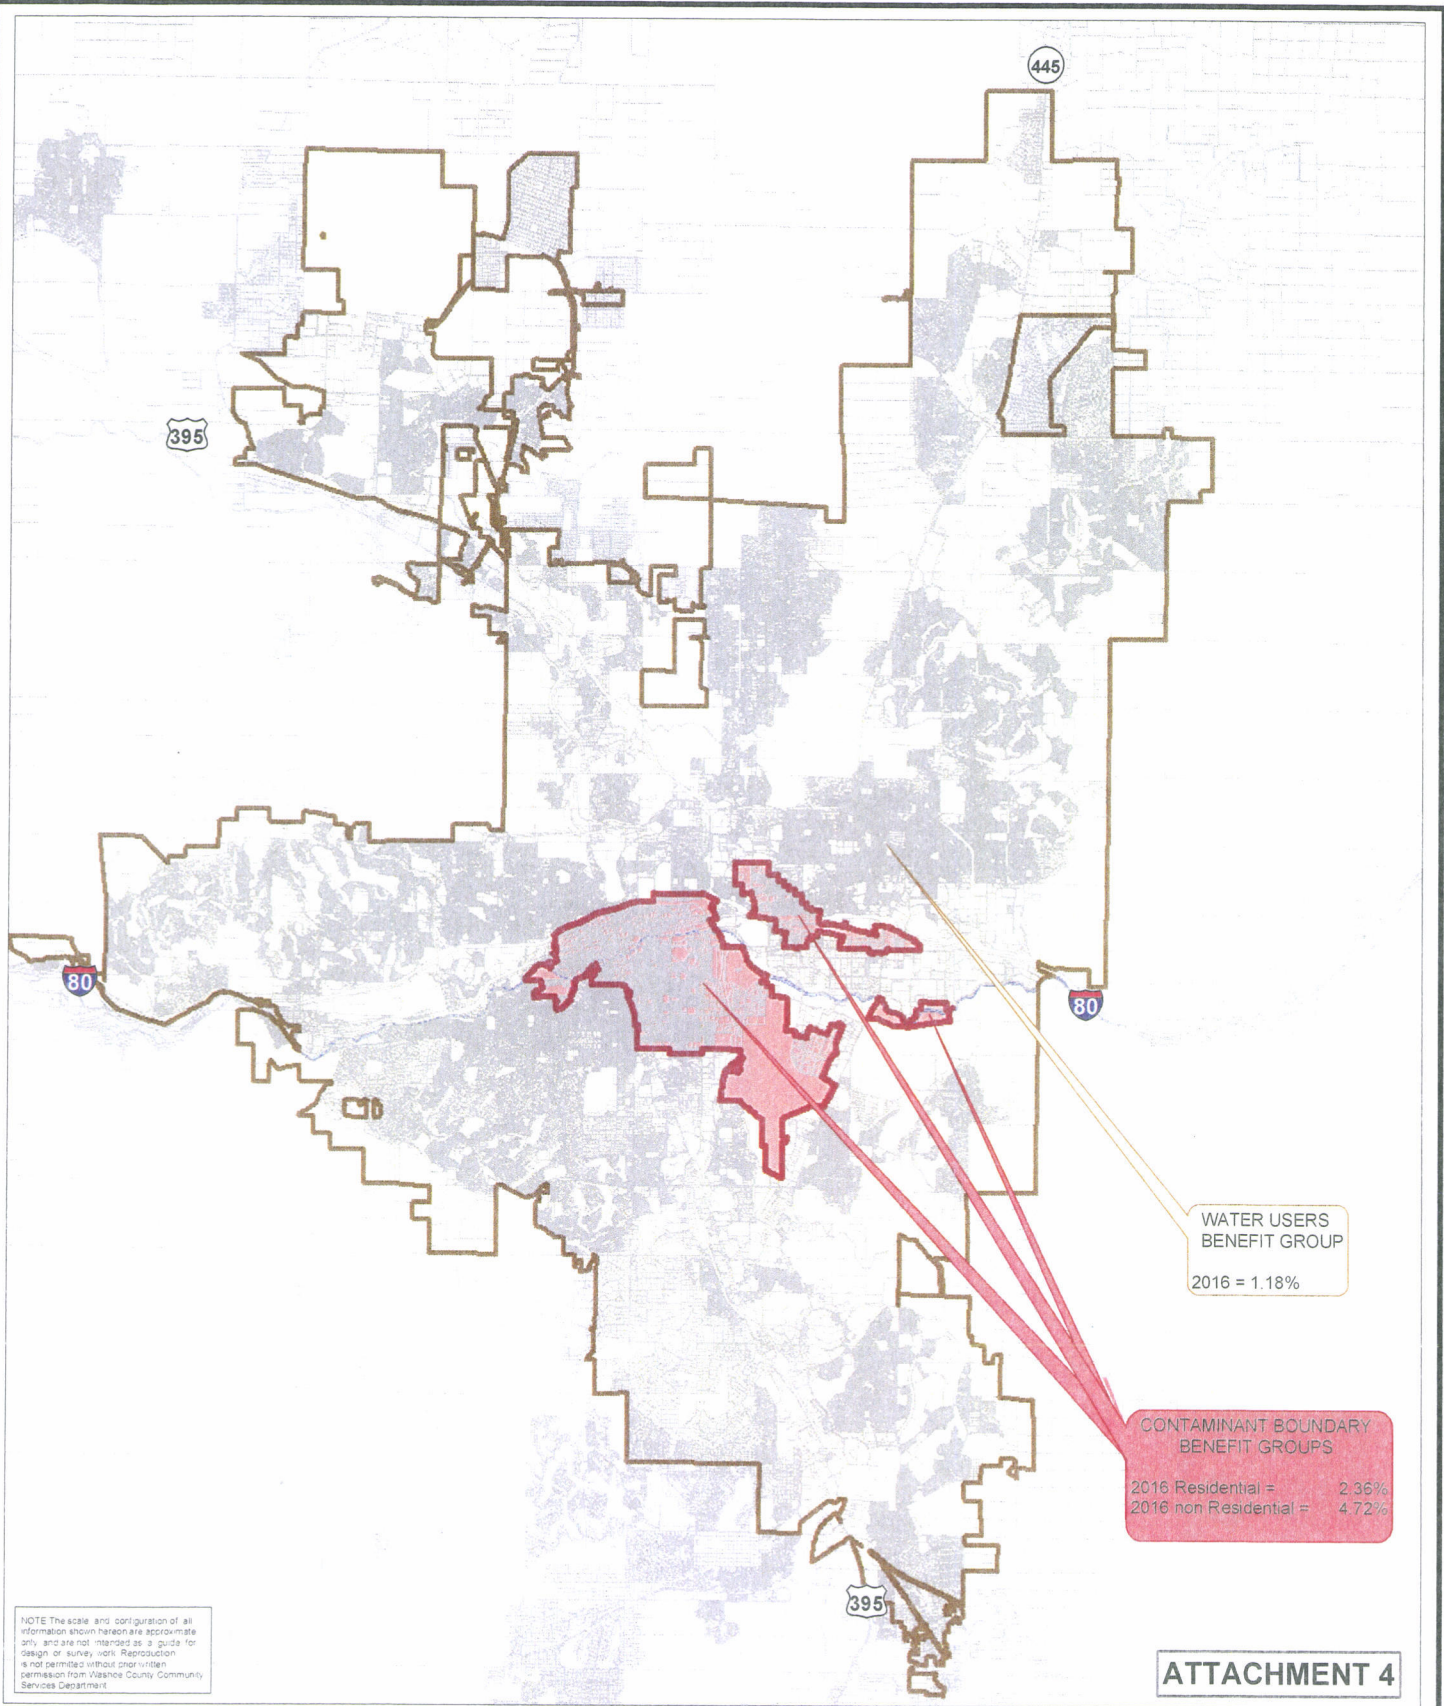 445
395
80
80
WATER USERS
BENEFIT GROUP
2016 = 1.18%
CONTAMINANT BOUNDARY
BENEFIT GROUPS
2016 Residential = 2.36%
2016 non Residential = 4.72%
395
NOTE The scale and configuration of all
information shown hereon are approximate
only and are not intended as a guide for
design or survey work Reproduction
is not permitted without prior written
permission from Washoe County Community
Services Department
ATTACHMENT 4